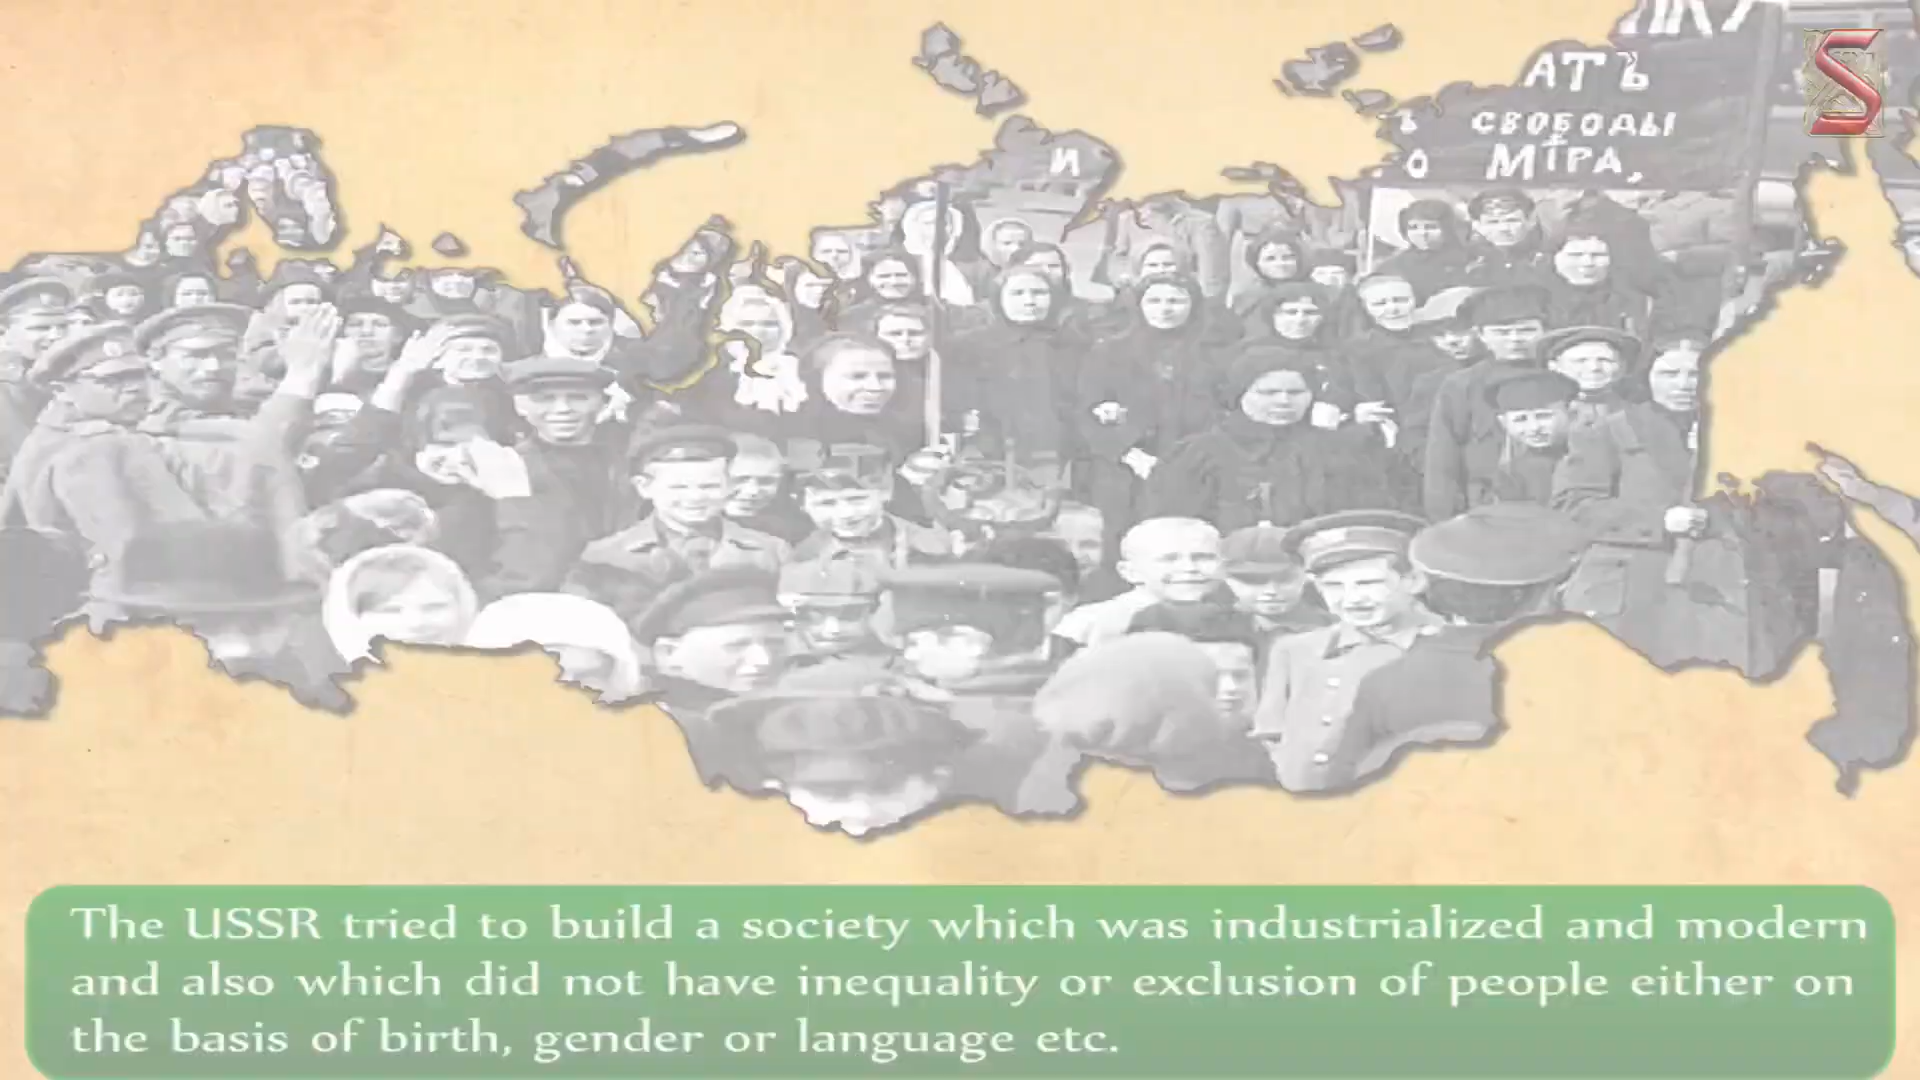 АТЪ
Ъ СВОБОДЫ
И О МІРА,
The USSR tried to build a society which was industrialized and modern
and also which did not have inequality or exclusion of people either on
the basis of birth, gender or language etc.